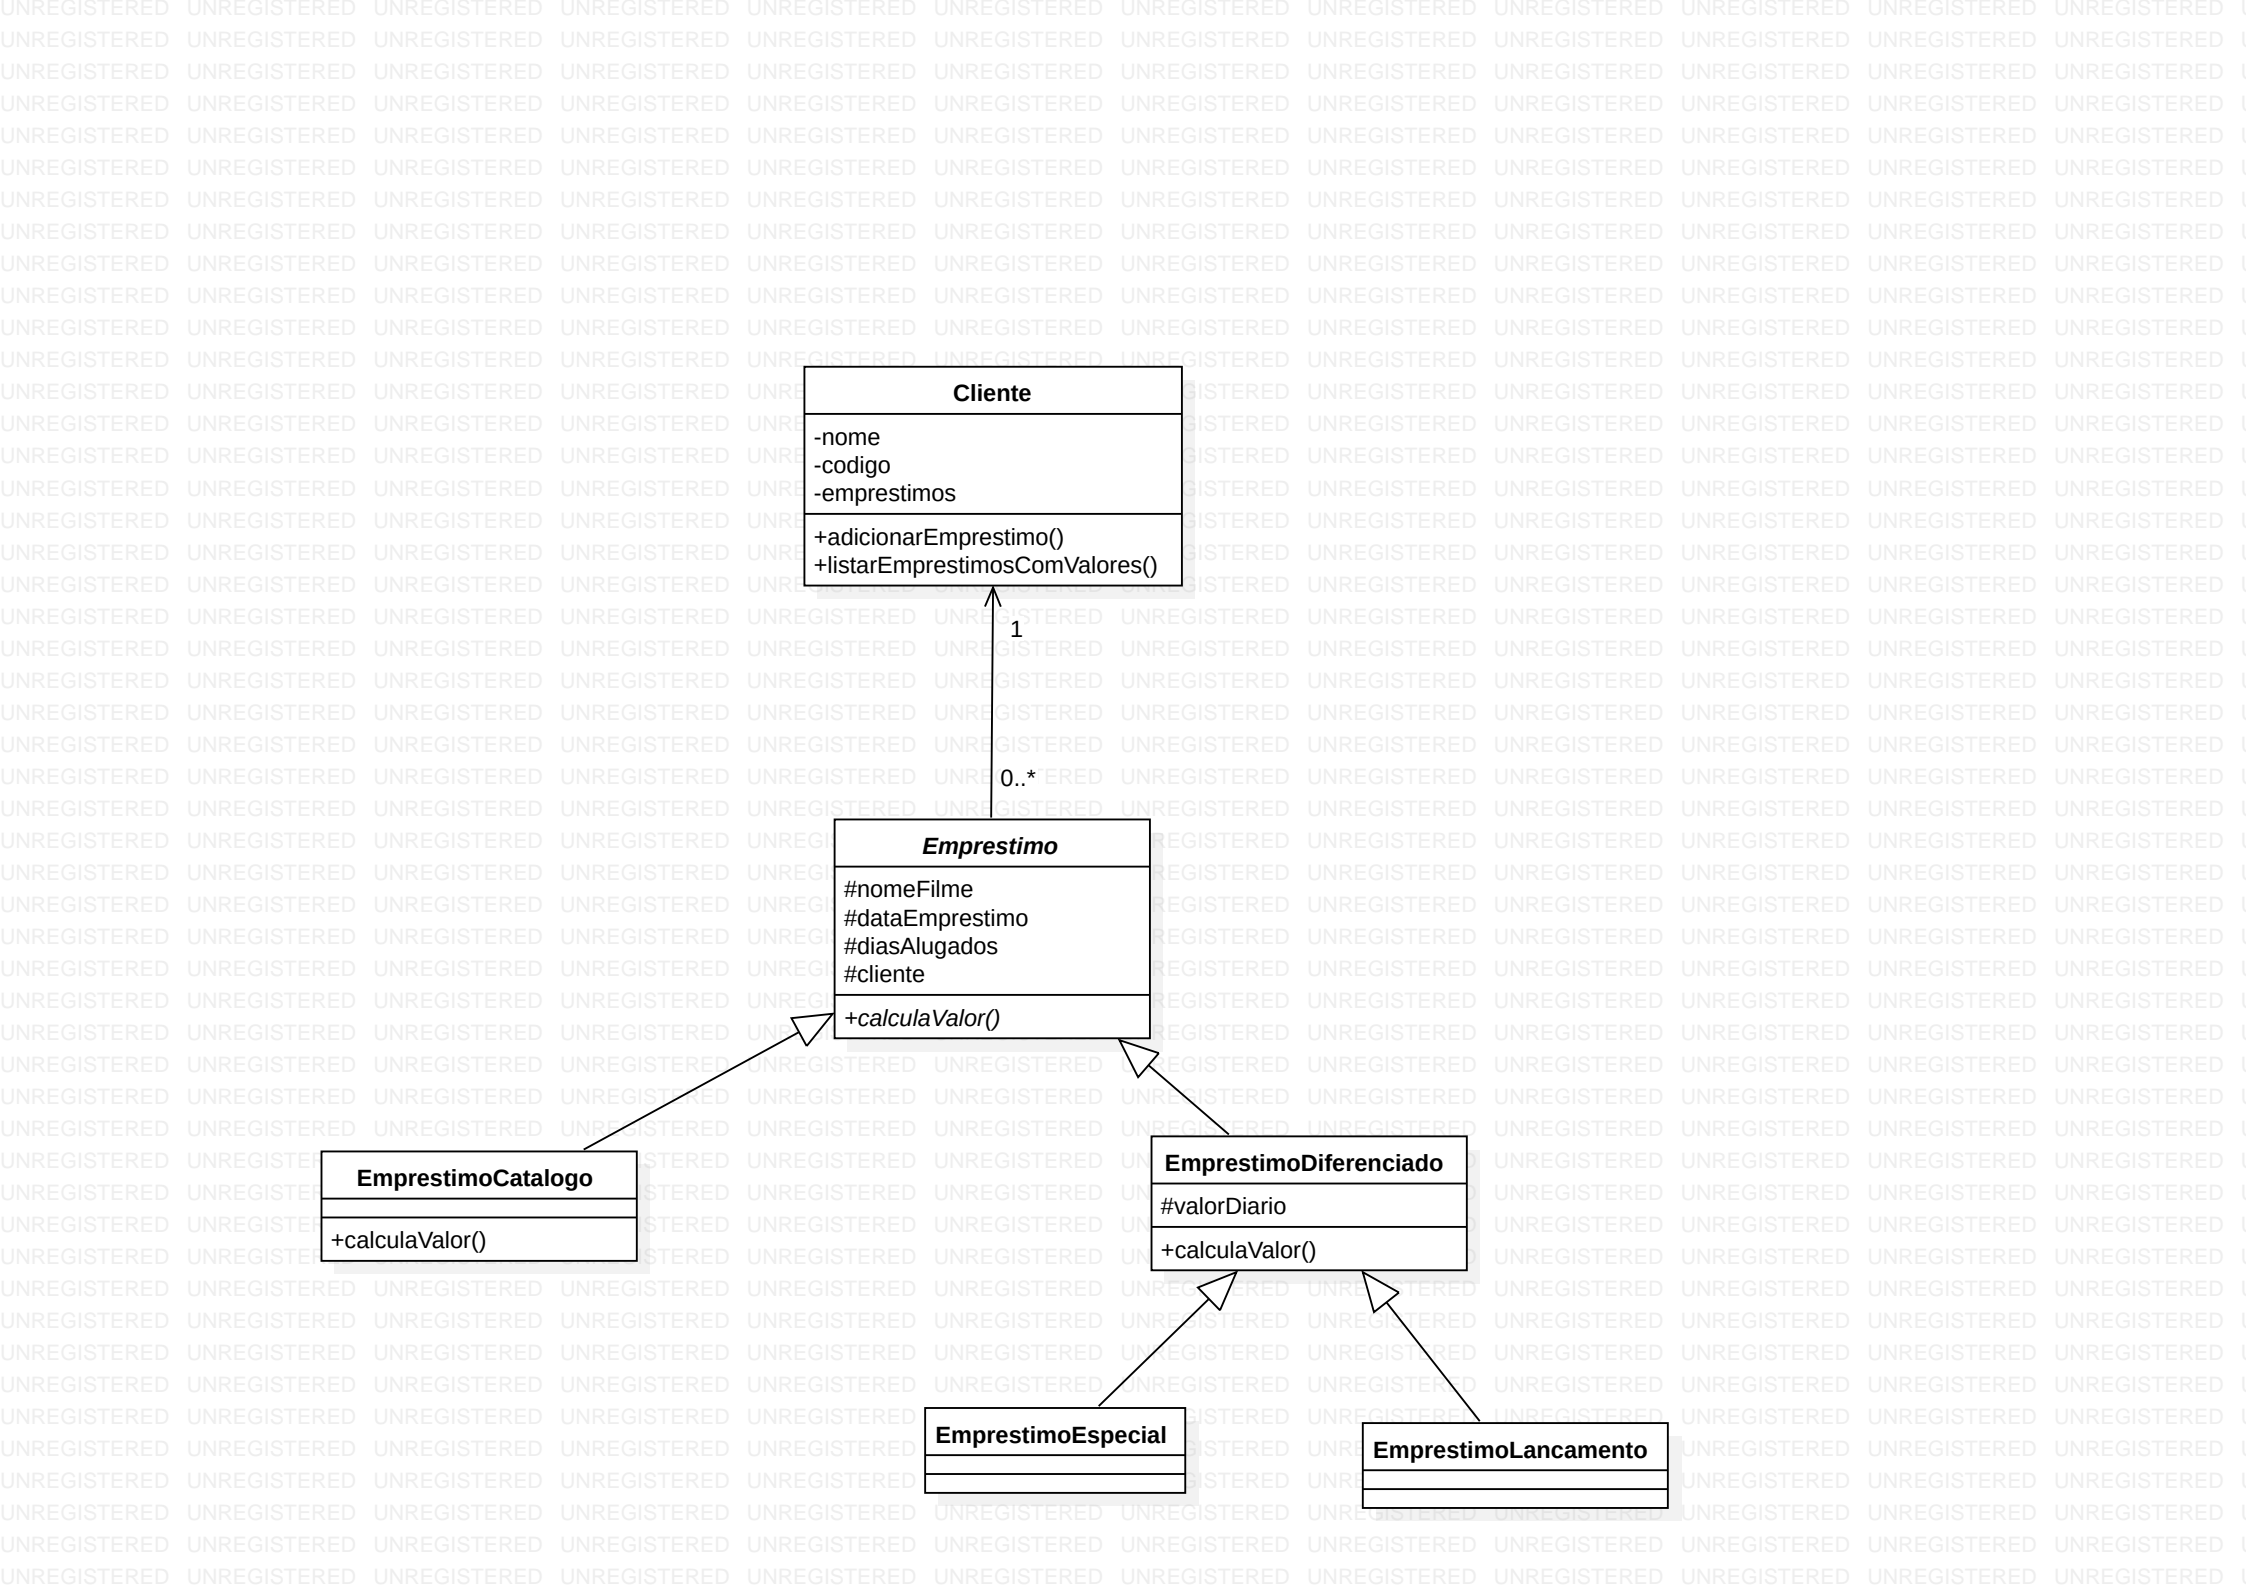 Cliente
-nome
-codigo
-emprestimos
+adicionarEmprestimo()
+listarEmprestimosComValores()
1
0..*
Emprestimo
#nomeFilme
#dataEmprestimo
#diasAlugados
#cliente
+calculaValor()
EmprestimoCatalogo
+calculaValor()
EmprestimoDiferenciado
#valorDiario
+calculaValor()
EmprestimoEspecial
EmprestimoLancamento
UNREGISTERED